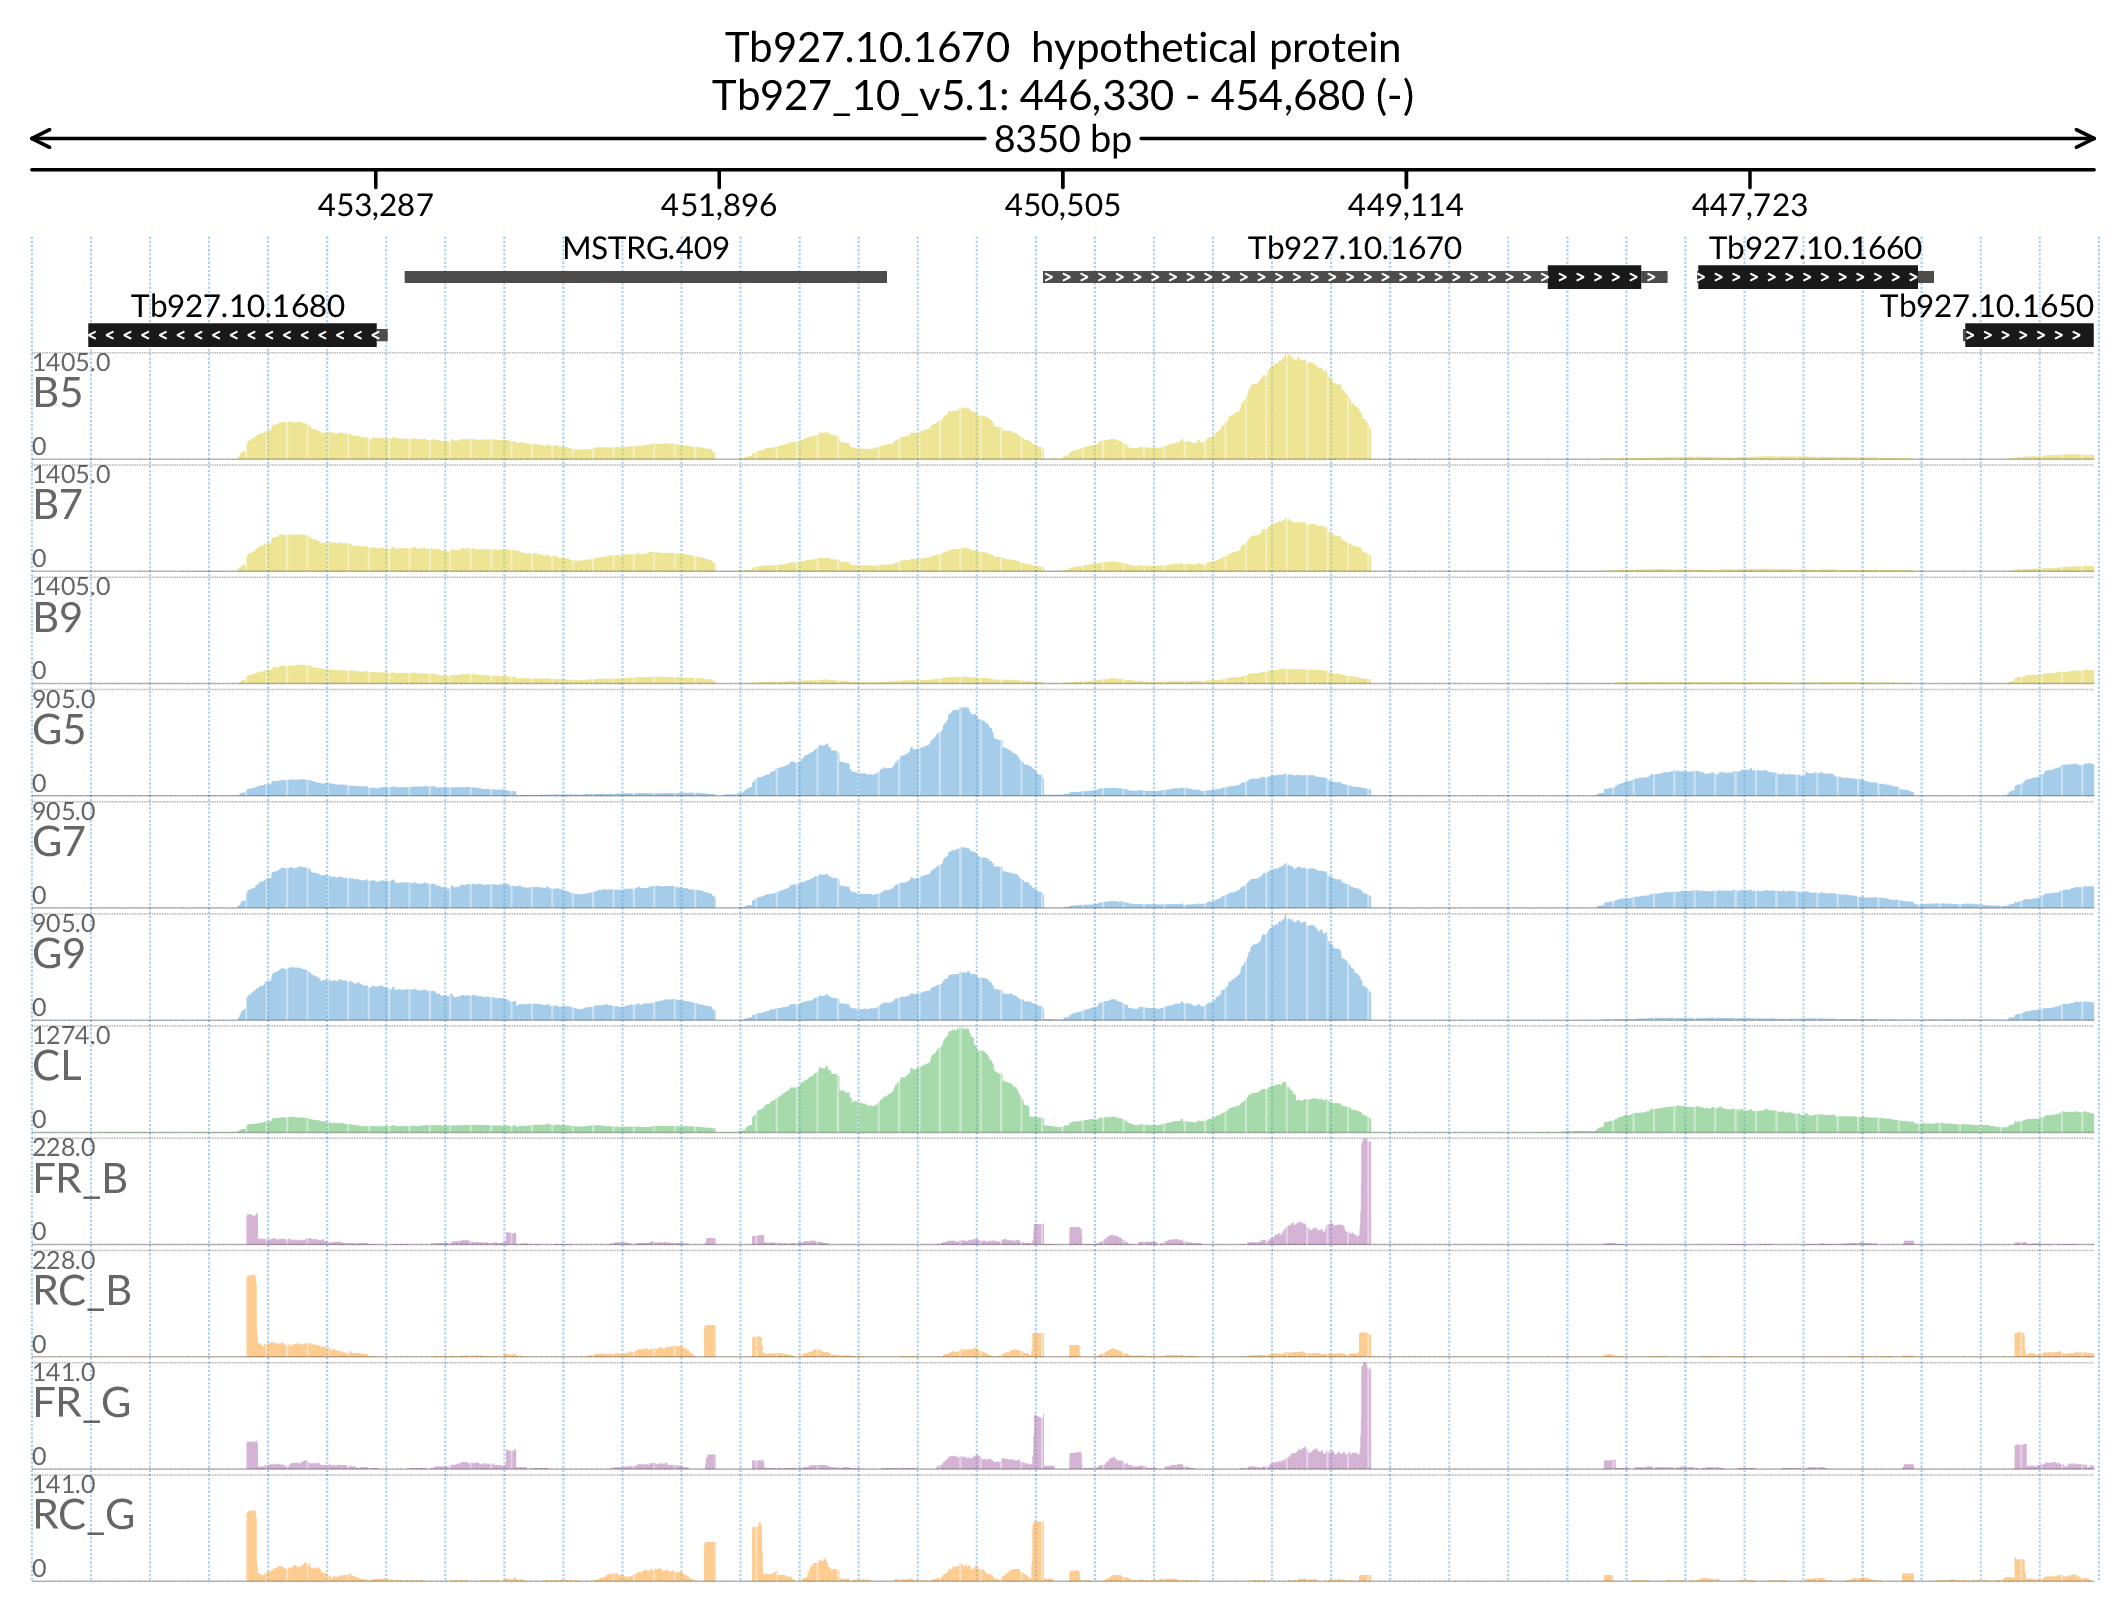 Tb927.10.1670  hypothetical protein
Tb927_10_v5.1: 446,330 - 454,680 (-)
8350 bp
453,287 451,896 450,505 449,114 447,723
MSTRG.409 Tb927.10.1670 Tb927.10.1660
Tb927.10.1680 Tb927.10.1650
1405.0
B5
0
1405.0
B7
0
1405.0
B9
0
905.0
G5
0
905.0
G7
0
905.0
G9
0
1274.0
CL
0
228.0
FR_B
0
228.0
RC_B
0
141.0
FR_G
0
141.0
RC_G
0